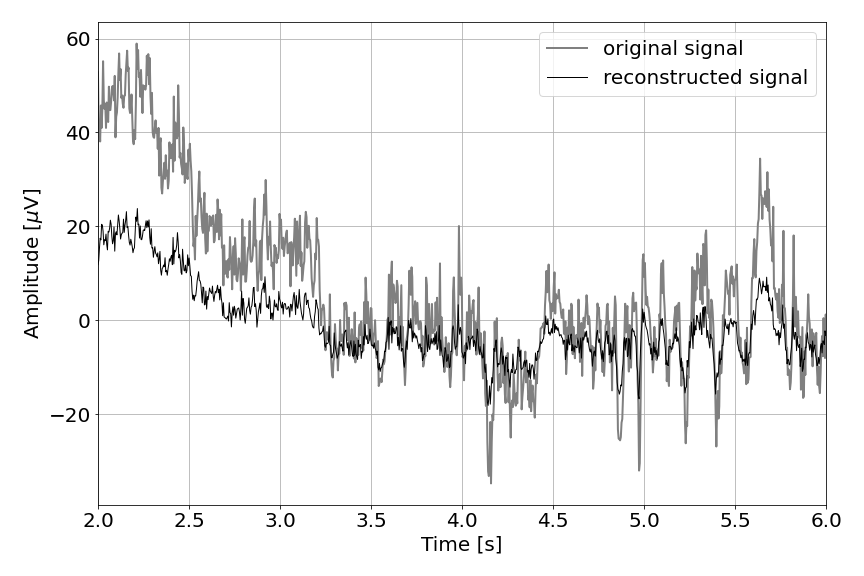 60
40
20
0
−20
Amplitude [μV]
original signal
reconstructed signal
2.0 2.5 3.0 3.5 4.0 4.5 5.0 5.5 6.0
Time [s]